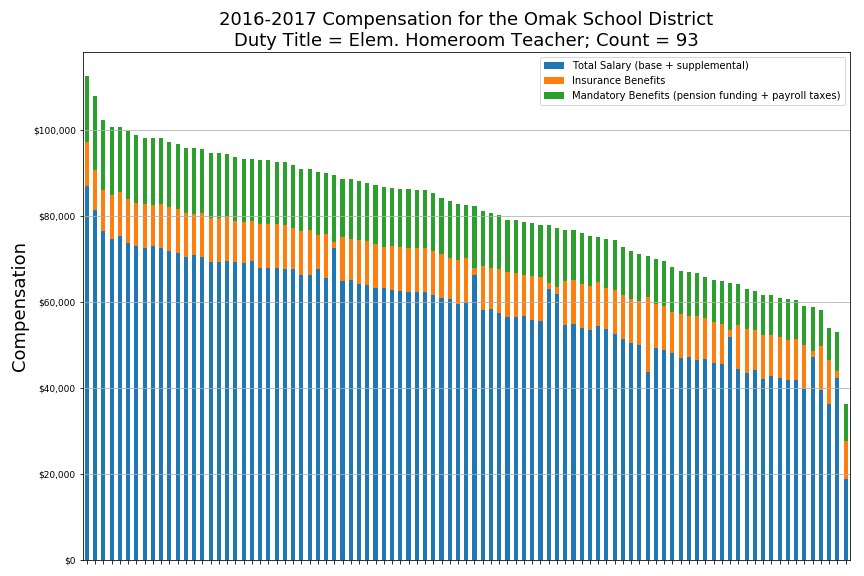 2016-2017 Compensation for the Omak School District
Duty Title = Elem. Homeroom Teacher; Count = 93
Total Salary (base + supplemental)
Insurance Benefits
Mandatory Benefits (pension funding + payroll taxes)
$100,000
$80,000
$60,000
$40,000
$20,000
$0
Compensation